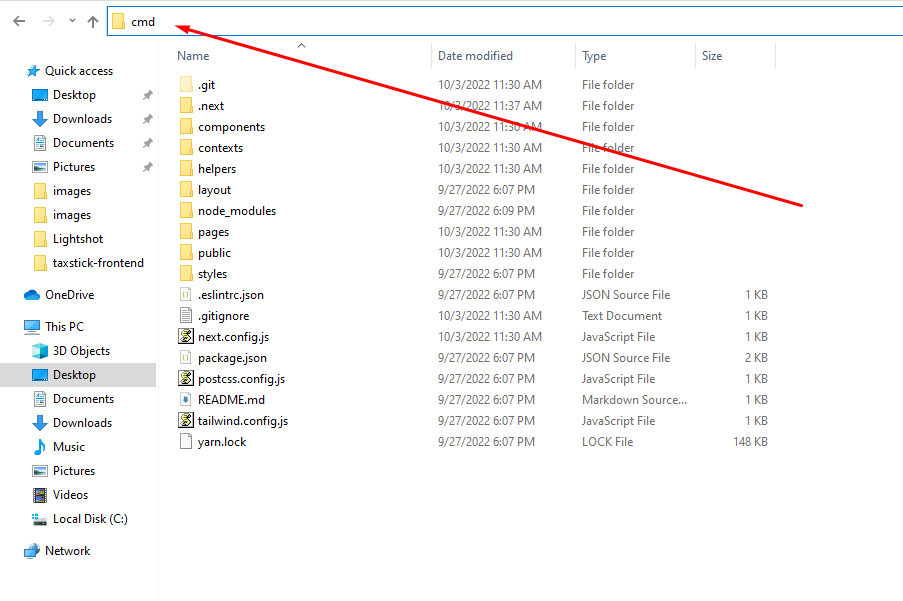 cmd
Name Date modified Type Size
Quick access
Desktop
Downloads
Documents
Pictures
images
images
Lightshot
taxstick-frontend
OneDrive
This PC
3D Objects
Desktop
Documents
Downloads
Music
Pictures
Videos
Local Disk (C:)
Network
.git 10/3/2022 11:30 AM File folder
.next 10/3/2022 11:37 AM File folder
components 10/3/2022 11:30 AM File folder
contexts 10/3/2022 11:30 AM File folder
helpers 10/3/2022 11:30 AM File folder
layout 9/27/2022 6:07 PM File folder
node_modules 9/27/2022 6:09 PM File folder
pages 10/3/2022 11:30 AM File folder
public 10/3/2022 11:30 AM File folder
styles 9/27/2022 6:07 PM File folder
.eslintrc.json 9/27/2022 6:07 PM JSON Source File 1 KB
.gitignore 10/3/2022 11:30 AM Text Document 1 KB
next.config.js 10/3/2022 11:30 AM JavaScript File 1 KB
package.json 9/27/2022 6:07 PM JSON Source File 2 KB
postcss.config.js 9/27/2022 6:07 PM JavaScript File 1 KB
README.md 9/27/2022 6:07 PM Markdown Source... 1 KB
tailwind.config.js 9/27/2022 6:07 PM JavaScript File 1 KB
yarn.lock 9/27/2022 6:07 PM LOCK File 148 KB